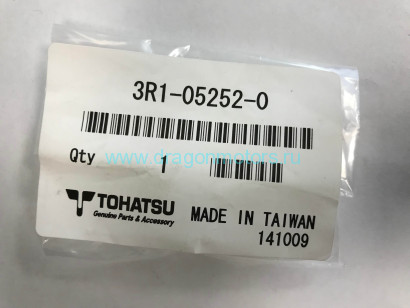 3R1-05252-0
Qty 1
www.dragonmotors.ru
TOHATSU
Genuine Parts & Accessory
MADE IN TAIWAN
141009